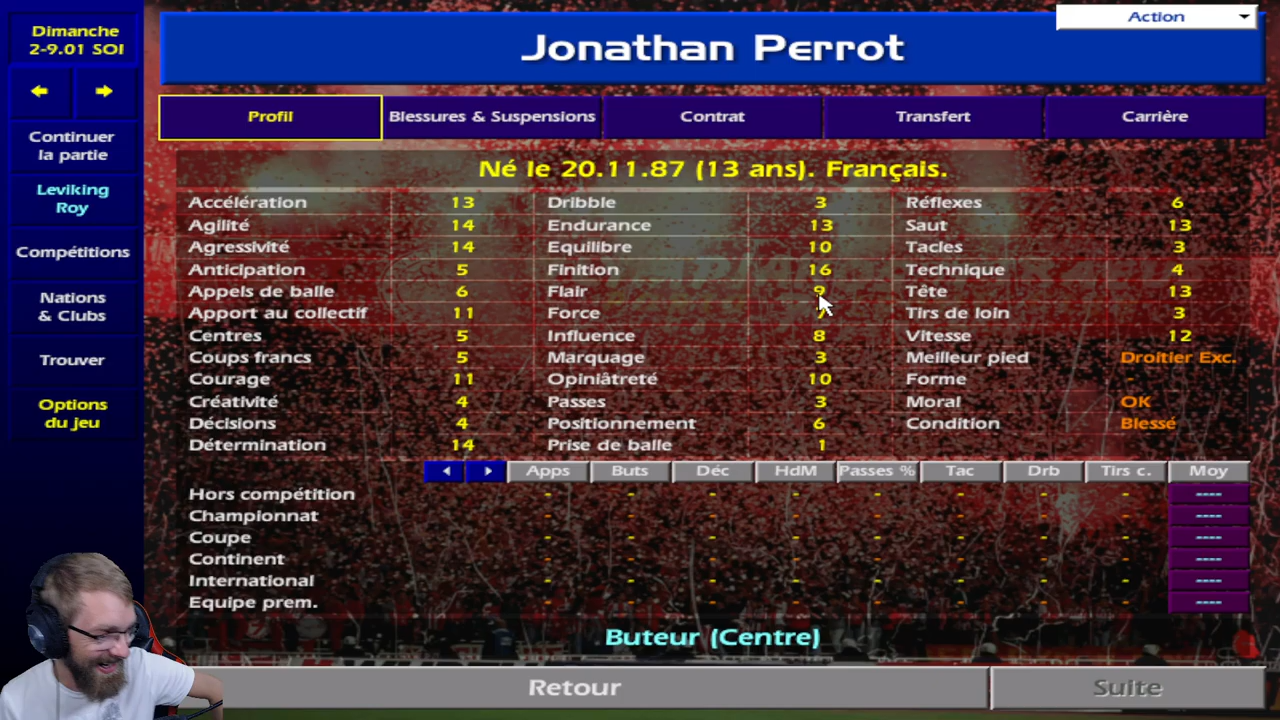 Dimanche
2-9.01 SOI
Action
Jonathan Perrot
Continuer
la partie
Leviking
Roy
Compétitions
Nations
& Clubs
Trouver
Options
du jeu
Profil Blessures & Suspensions Contrat Transfert Carrière
Né le 20.11.87 (13 ans). Français.
Accélération 13 Dribble 3 Réflexes 6
Agilité 14 Endurance 13 Saut 13
Agressivité 14 Equilibre 10 Tacles 3
Anticipation 5 Finition 16 Technique 4
Appels de balle 6 Flair 9 Tête 13
Apport au collectif 11 Force 7 Tirs de loin 3
Centres 5 Influence 8 Vitesse 12
Coups francs 5 Marquage 3 Meilleur pied Droitier Exc.
Courage 11 Opiniâtreté 10 Forme -
Créativité 4 Passes 3 Moral OK
Décisions 4 Positionnement 6 Condition Blessé
Détermination 14 Prise de balle 1
Apps Buts Déc HdM Passes % Tac Drb Tirs c. Moy
Hors compétition - - - - - - - - ----
Championnat - - - - - - - - ----
Coupe - - - - - - - - ----
Continent - - - - - - - - ----
International - - - - - - - - ----
Equipe prem. - - - - - - - - ----
Buteur (Centre)
Retour Suite